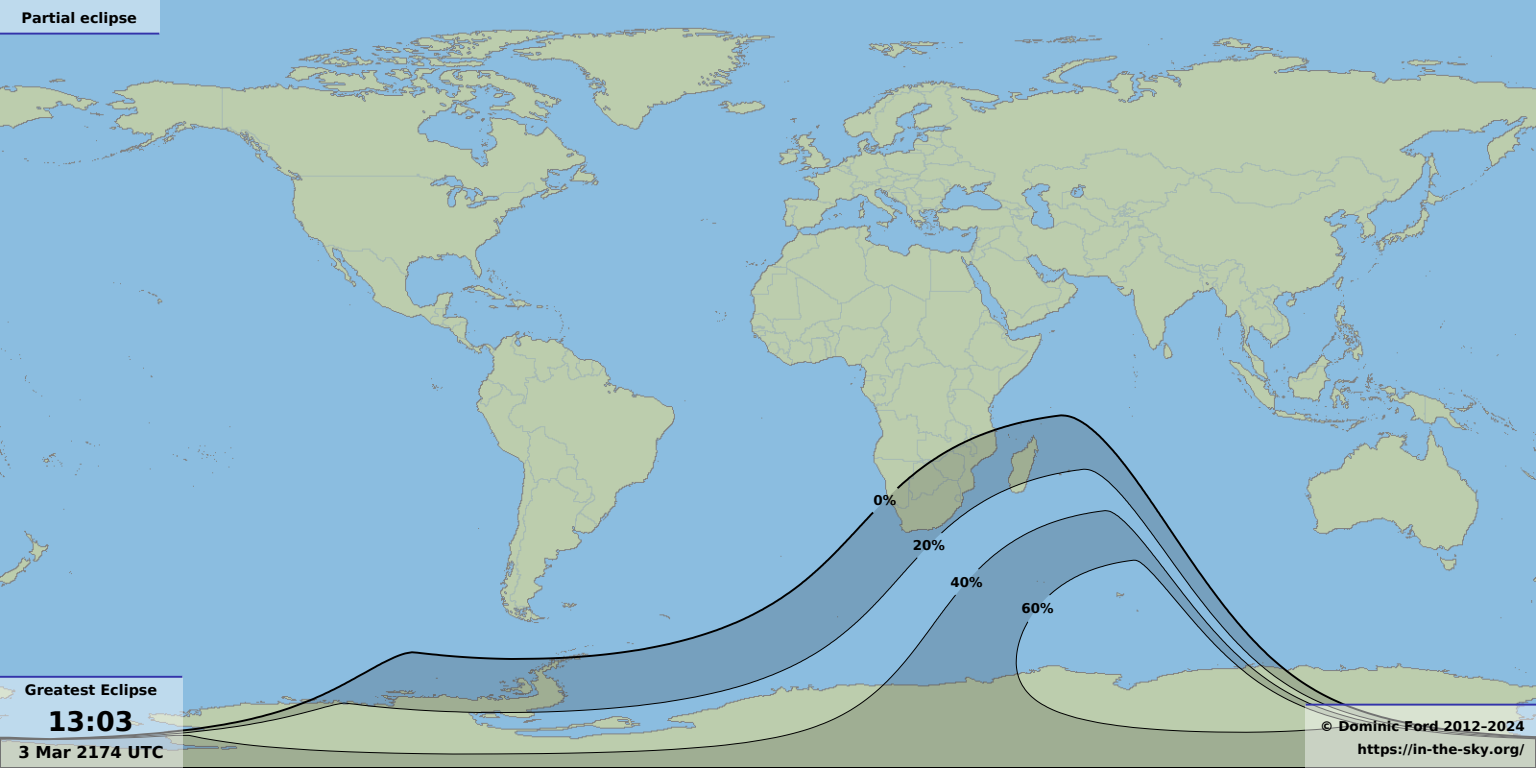 Partial eclipse
0%
20%
40%
60%
Greatest Eclipse
13:03
3 Mar 2174 UTC
© Dominic Ford 2012–2024
https://in-the-sky.org/